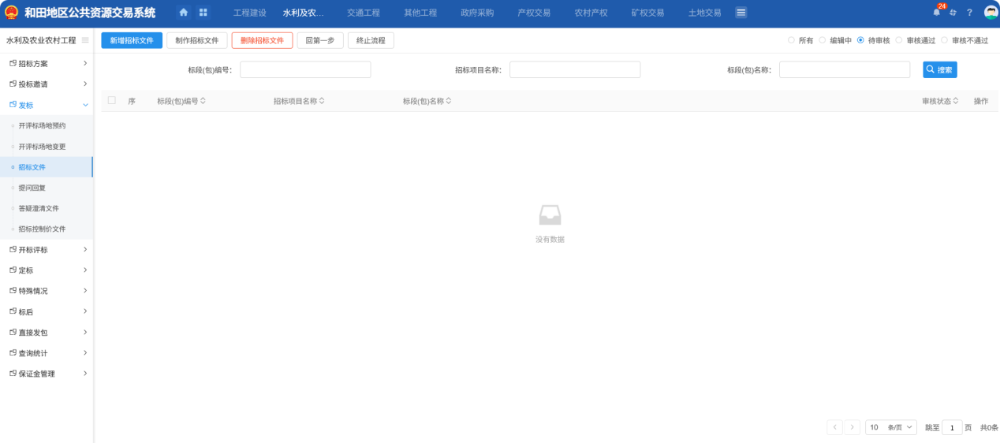 和田地区公共资源交易系统
工程建设 水利及农... 交通工程 其他工程 政府采购 产权交易 农村产权 矿权交易 土地交易
24
?
水利及农业农村工程
新增招标文件 制作招标文件 删除招标文件 回第一步 终止流程
所有 编辑中 待审核 审核通过 审核不通过
招标方案
投标邀请
发标
开评标场地预约
开评标场地变更
招标文件
提问回复
答疑澄清文件
招标控制价文件
开标评标
定标
特殊情况
标后
直接发包
查询统计
保证金管理
标段(包)编号: 招标项目名称: 标段(包)名称: 搜索
序 标段(包)编号 招标项目名称 标段(包)名称 审核状态 操作
没有数据
10 条/页 跳至 1 页 共0条